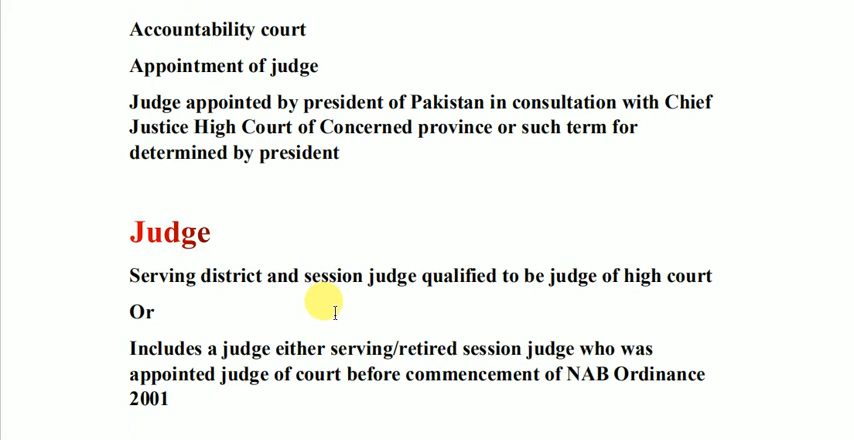 Accountability court
Appointment of judge
Judge appointed by president of Pakistan in consultation with Chief
Justice High Court of Concerned province or such term for
determined by president
Judge
Serving district and session judge qualified to be judge of high court
Or
Includes a judge either serving/retired session judge who was
appointed judge of court before commencement of NAB Ordinance
2001